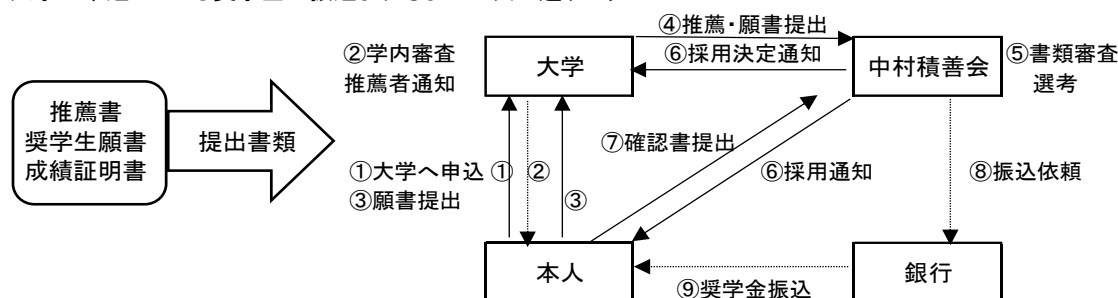 ④推薦・願書提出
②学内審査
推薦者通知
大学
⑥採用決定通知
中村積善会
⑤書類審査
選考
推薦書
奨学生願書
成績証明書
提出書類
⑦確認書提出
①大学へ申込
①
②
③願書提出
③
⑥採用通知
⑧振込依頼
本人
銀行
⑨奨学金振込